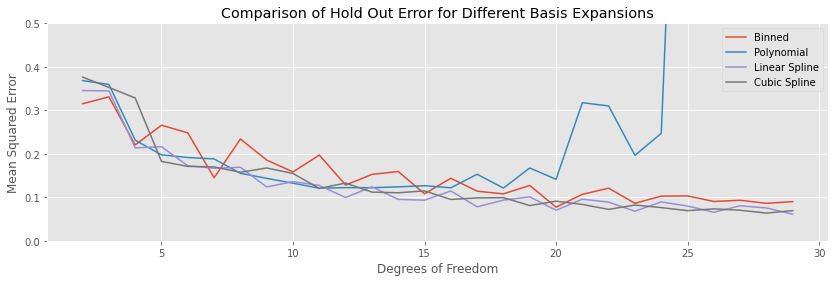 Comparison of Hold Out Error for Different Basis Expansions
0.5
0.4
0.3
0.2
0.1
0.0
Mean Squared Error
Binned
Polynomial
Linear Spline
Cubic Spline
5
10
15
20
25
30
Degrees of Freedom